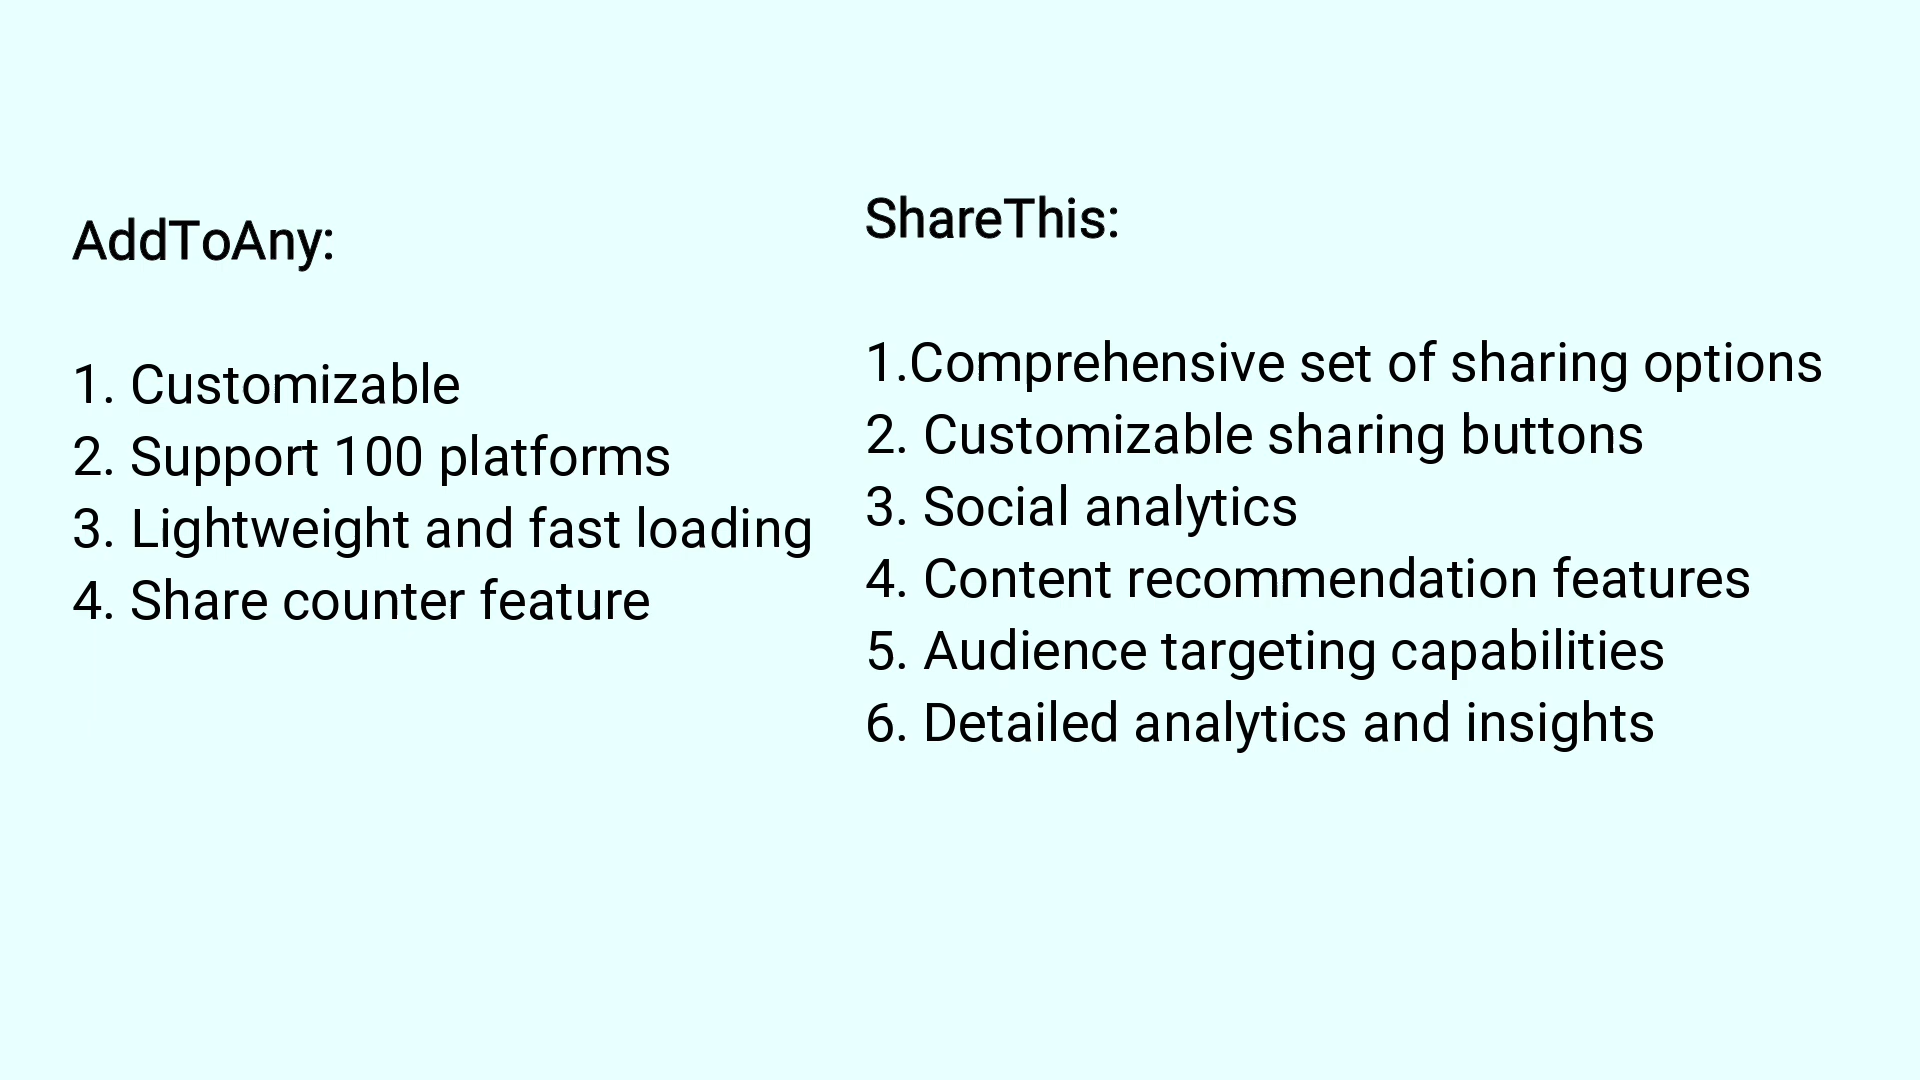 AddToAny:
1. Customizable
2. Support 100 platforms
3. Lightweight and fast loading
4. Share counter feature
ShareThis:
1.Comprehensive set of sharing options
2. Customizable sharing buttons
3. Social analytics
4. Content recommendation features
5. Audience targeting capabilities
6. Detailed analytics and insights